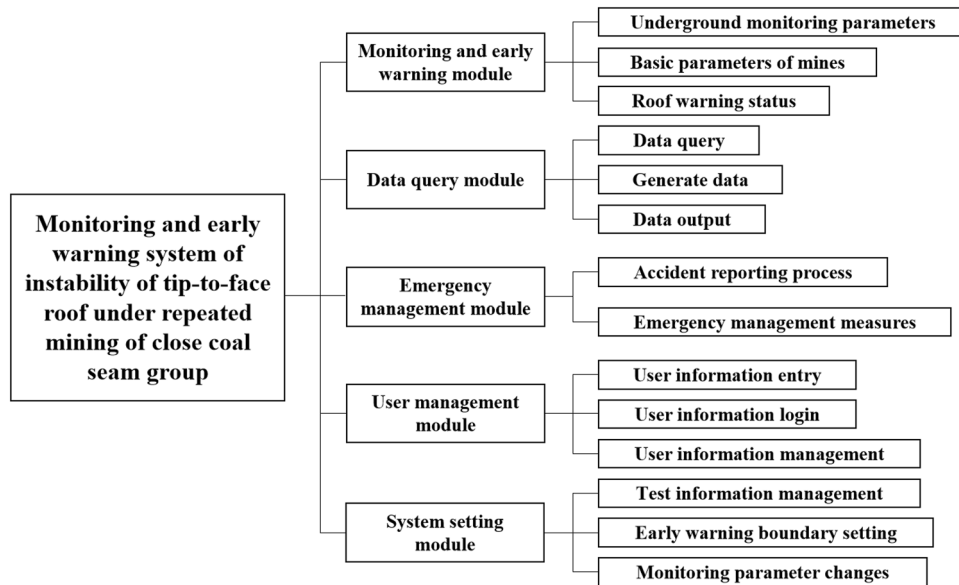 Monitoring and early
warning system of
instability of tip-to-face
roof under repeated
mining of close coal
seam group
Monitoring and early
warning module
Underground monitoring parameters
Basic parameters of mines
Roof warning status
Data query module
Data query
Generate data
Data output
Emergency
management module
Accident reporting process
Emergency management measures
User management
module
User information entry
User information login
User information management
System setting
module
Test information management
Early warning boundary setting
Monitoring parameter changes